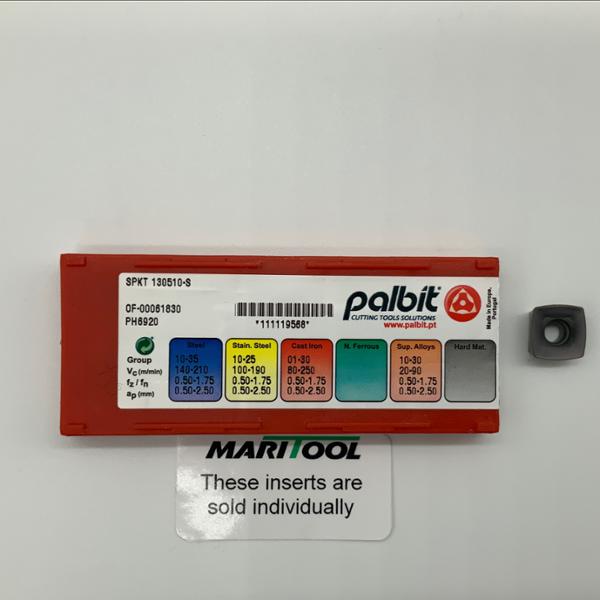 SPKT 130510-S
OF-00061830
PH6920
*111119568*
palbit®
CUTTING TOOLS SOLUTIONS
www.palbit.pt
Made in Europe, Portugal
Steel Stain. Steel Cast Iron N. Ferrous Sup. Alloys Hard Mat.
Group 10-35 10-25 01-30 10-30
Vc (m/min) 140-210 100-190 80-250 20-90
fz / fn 0.50-1.75 0.50-1.75 0.50-1.75 0.50-1.75
ap (mm) 0.50-2.50 0.50-2.50 0.50-2.50 0.50-2.50
MARITOOL
These inserts are
sold individually